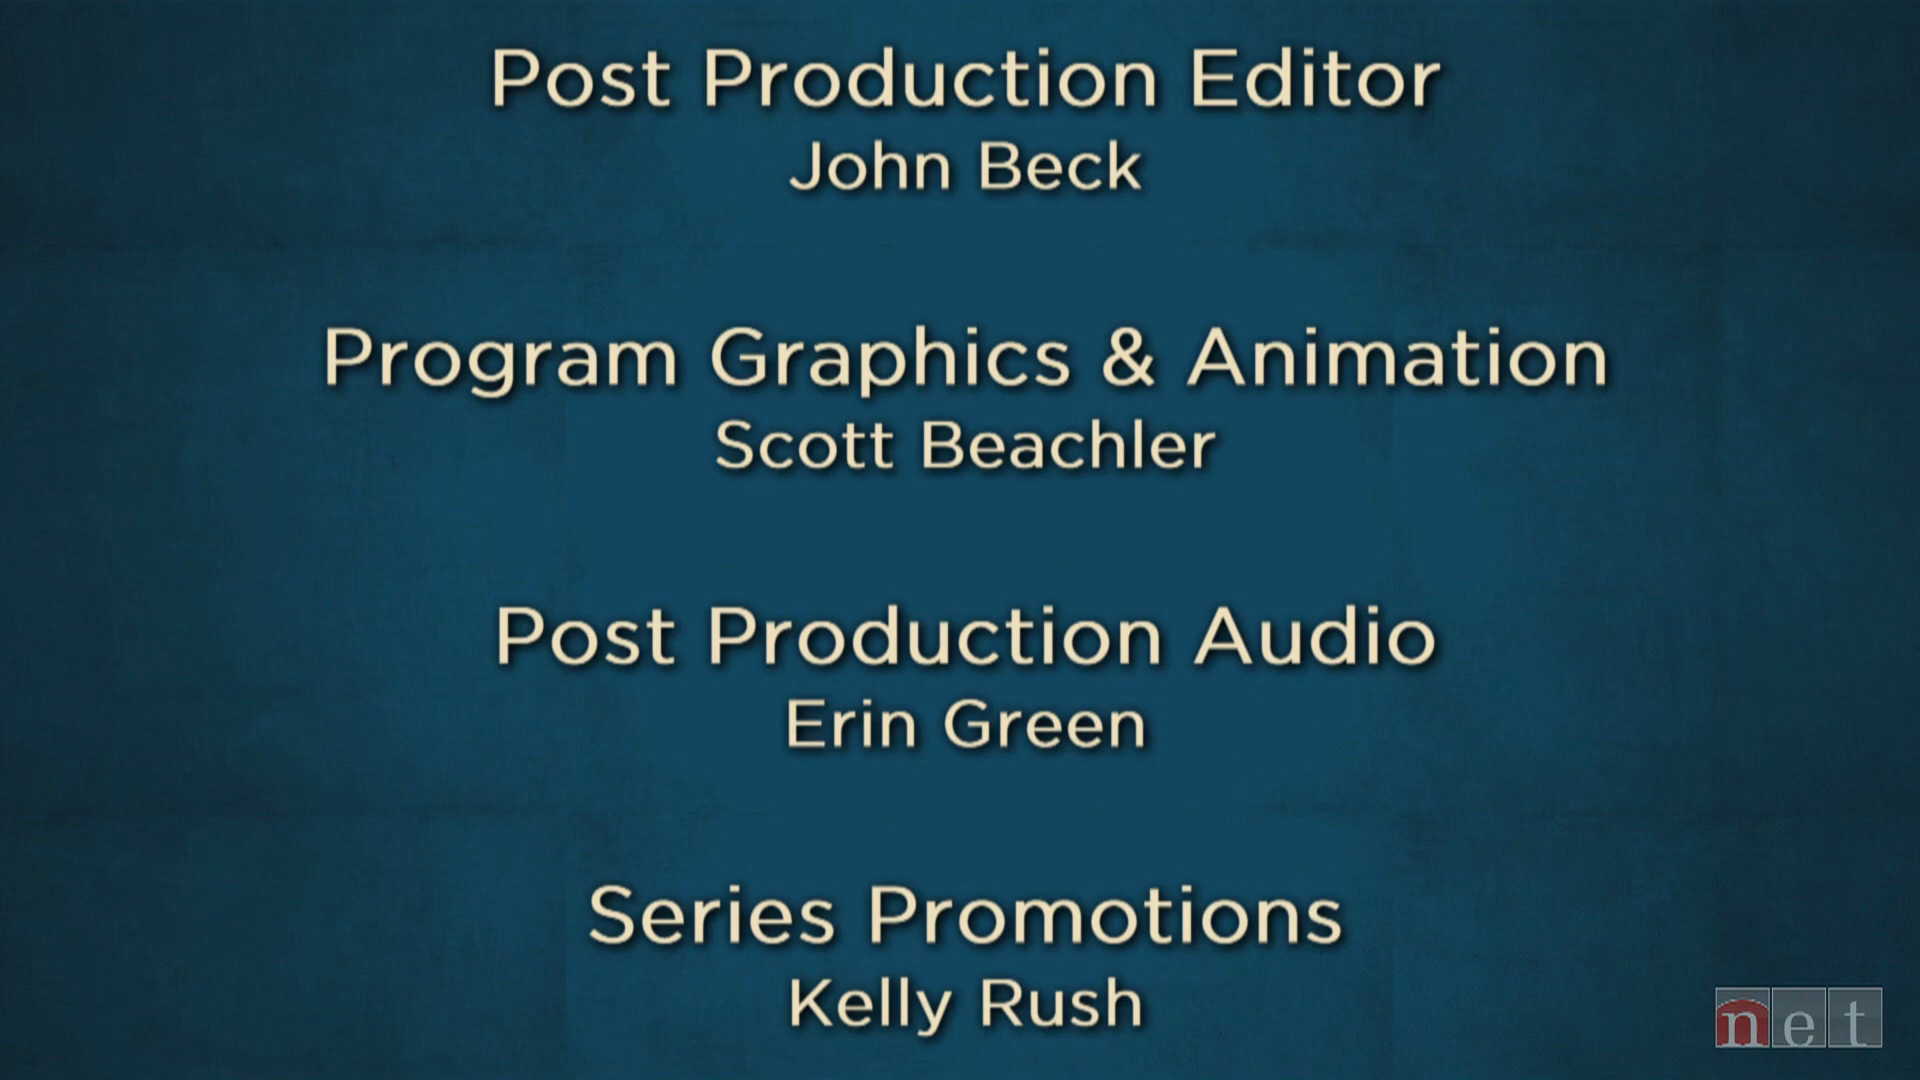 Post Production Editor
John Beck
Program Graphics & Animation
Scott Beachler
Post Production Audio
Erin Green
Series Promotions
Kelly Rush
net